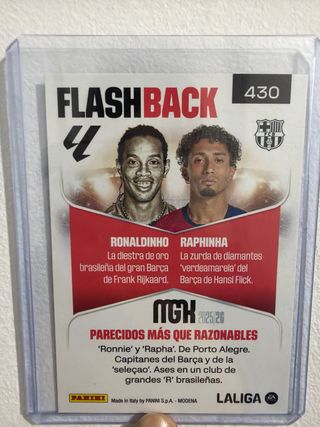 FLASHBACK
430
RONALDINHO
La diestra de oro
brasileña del gran Barça
de Frank Rijkaard.
RAPHINHA
La zurda de diamantes
'verdeamarela' del
Barça de Hansi Flick.
MGK 2025/26
PARECIDOS MÁS QUE RAZONABLES
'Ronnie' y 'Rapha'. De Porto Alegre.
Capitanes del Barça y de la
'seleçao'. Ases en un club de
grandes 'R' brasileñas.
PANINI
Made in Italy by PANINI S.p.A. - MODENA
LALIGA